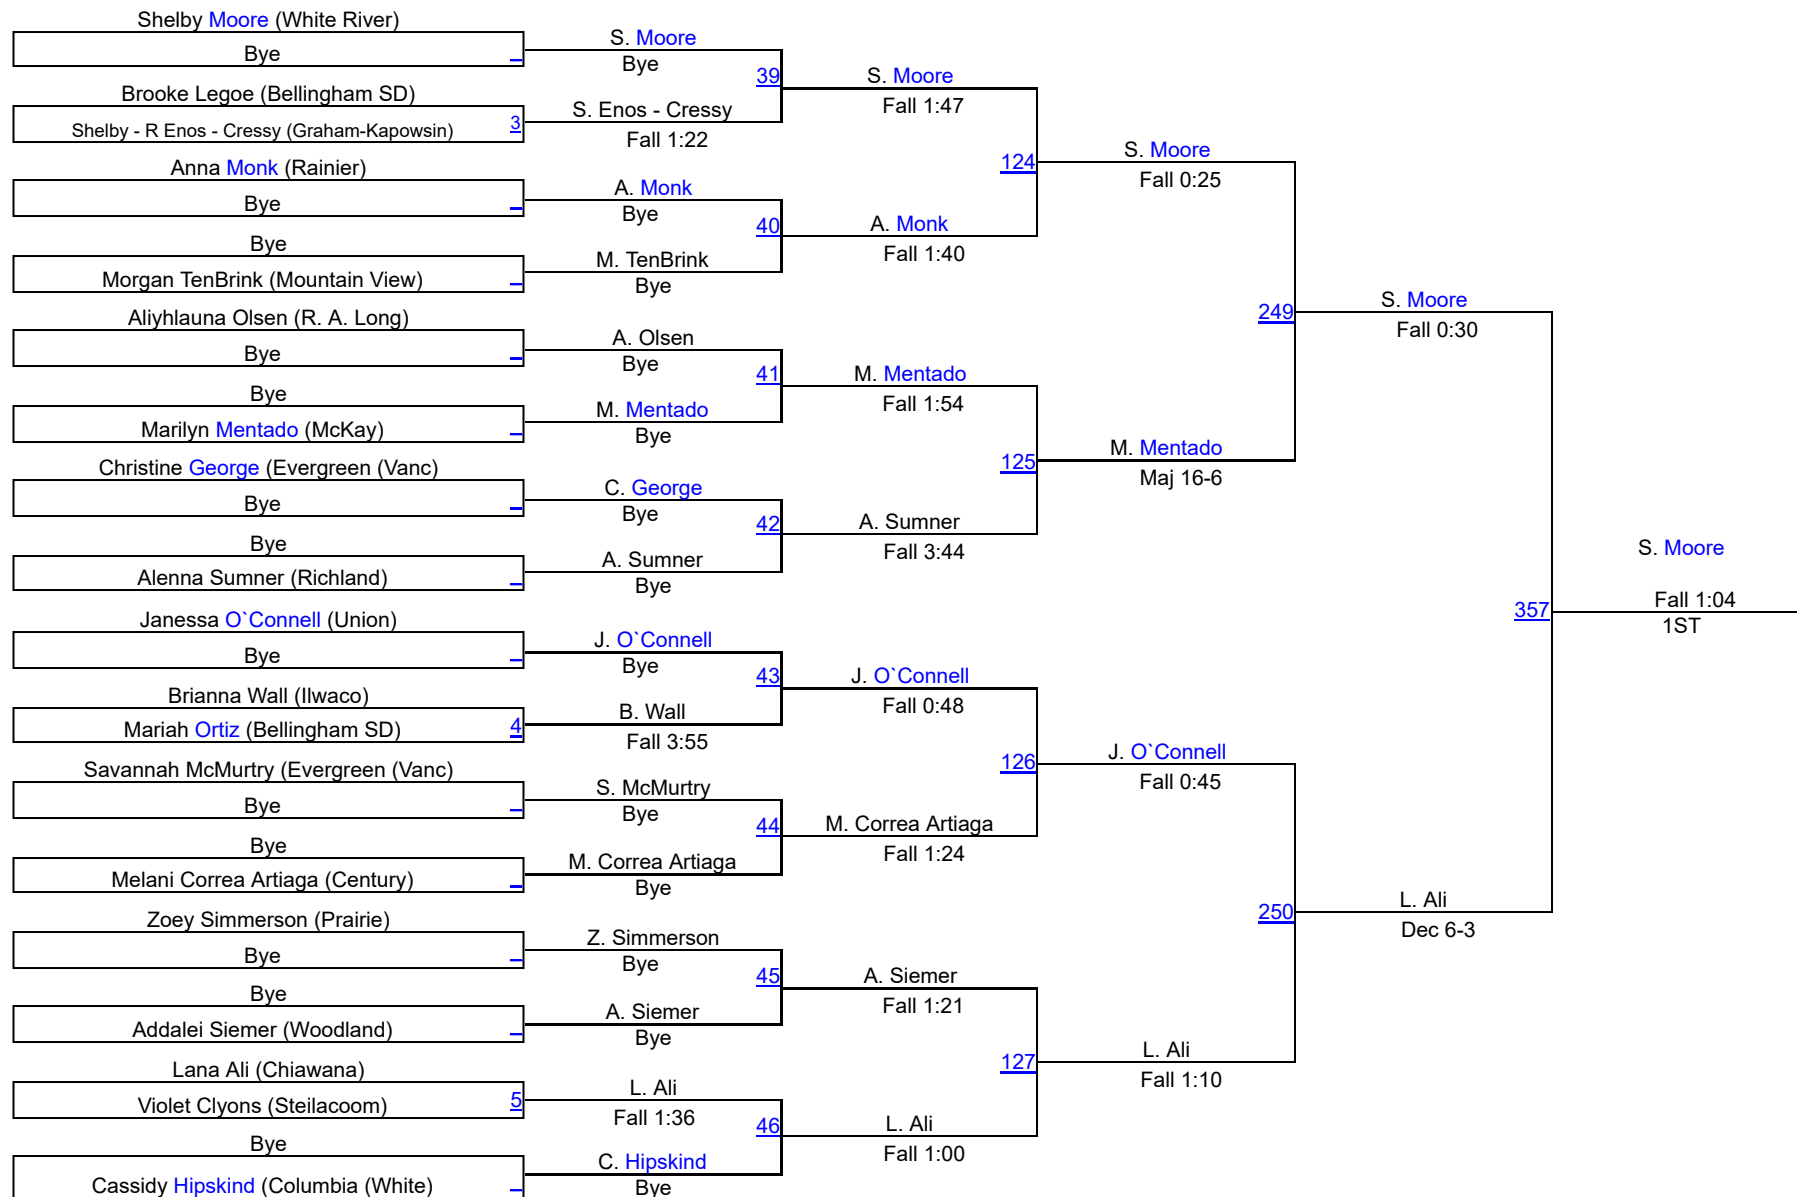 Shelby Moore (White River)
Bye
Brooke Legoe (Bellingham SD)
Shelby - R Enos - Cressy (Graham-Kapowsin)
3
Anna Monk (Rainier)
Bye
Bye
Morgan TenBrink (Mountain View)
Aliyhlauna Olsen (R. A. Long)
Bye
Bye
Marilyn Mentado (McKay)
Christine George (Evergreen (Vanc)
Bye
Bye
Alenna Sumner (Richland)
Janessa O`Connell (Union)
Bye
Brianna Wall (Ilwaco)
Mariah Ortiz (Bellingham SD)
4
Savannah McMurtry (Evergreen (Vanc)
Bye
Bye
Melani Correa Artiaga (Century)
Zoey Simmerson (Prairie)
Bye
Bye
Addalei Siemer (Woodland)
Lana Ali (Chiawana)
Violet Clyons (Steilacoom)
5
Bye
Cassidy Hipskind (Columbia (White)
S. Moore
Bye
39
S. Enos - Cressy
Fall 1:22
A. Monk
Bye
40
M. TenBrink
Bye
A. Olsen
Bye
41
M. Mentado
Bye
C. George
Bye
42
A. Sumner
Bye
J. O`Connell
Bye
43
B. Wall
Fall 3:55
S. McMurtry
Bye
44
M. Correa Artiaga
Bye
Z. Simmerson
Bye
45
A. Siemer
Bye
L. Ali
Fall 1:36
46
C. Hipskind
Bye
S. Moore
Fall 1:47
124
A. Monk
Fall 1:40
M. Mentado
Fall 1:54
125
A. Sumner
Fall 3:44
J. O`Connell
Fall 0:48
126
M. Correa Artiaga
Fall 1:24
A. Siemer
Fall 1:21
127
L. Ali
Fall 1:00
S. Moore
Fall 0:25
249
M. Mentado
Maj 16-6
J. O`Connell
Fall 0:45
250
L. Ali
Fall 1:10
S. Moore
Fall 0:30
357
L. Ali
Dec 6-3
S. Moore
Fall 1:04
1ST